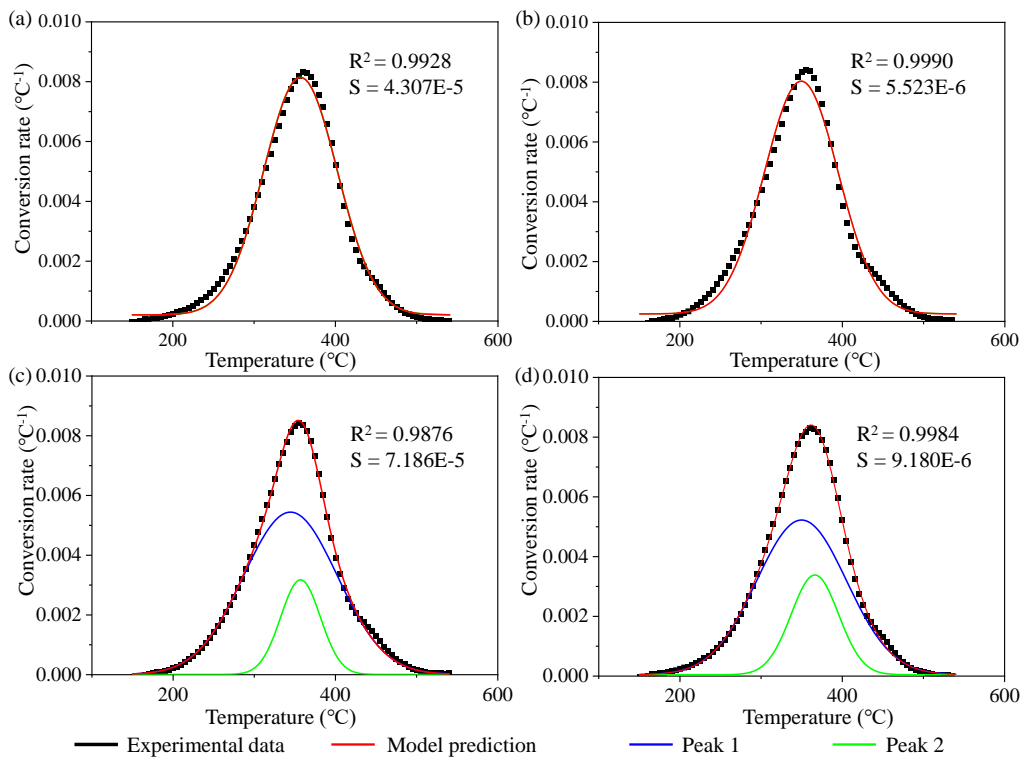 (a)
0.010
0.008
0.006
0.004
0.002
0.000
Conversion rate (°C⁻¹)
R² = 0.9928
S = 4.307E-5
200
400
600
Temperature (°C)
(b)
0.010
0.008
0.006
0.004
0.002
0.000
Conversion rate (°C⁻¹)
R² = 0.9990
S = 5.523E-6
200
400
600
Temperature (°C)
(c)
0.010
0.008
0.006
0.004
0.002
0.000
Conversion rate (°C⁻¹)
R² = 0.9876
S = 7.186E-5
200
400
600
Temperature (°C)
(d)
0.010
0.008
0.006
0.004
0.002
0.000
Conversion rate (°C⁻¹)
R² = 0.9984
S = 9.180E-6
200
400
600
Temperature (°C)
Experimental data
Model prediction
Peak 1
Peak 2